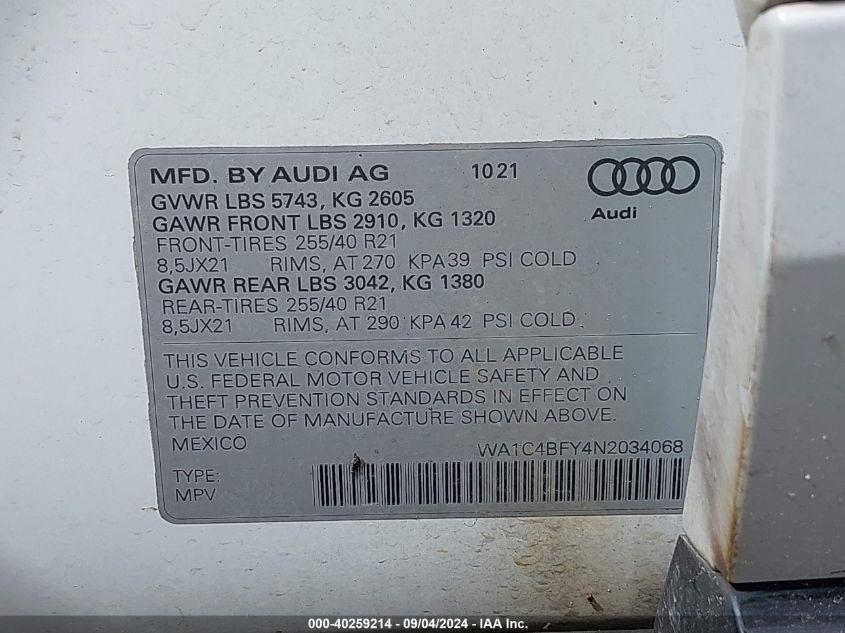 MFD. BY AUDI AG 1021
GVWR LBS 5743, KG 2605
GAWR FRONT LBS 2910, KG 1320
Audi
FRONT-TIRES 255/40 R21
8,5JX21 RIMS, AT 270 KPA 39 PSI COLD
GAWR REAR LBS 3042, KG 1380
REAR-TIRES 255/40 R21
8,5JX21 RIMS, AT 290 KPA 42 PSI COLD.
THIS VEHICLE CONFORMS TO ALL APPLICABLE
U.S. FEDERAL MOTOR VEHICLE SAFETY AND
THEFT PREVENTION STANDARDS IN EFFECT ON
THE DATE OF MANUFACTURE SHOWN ABOVE.
MEXICO WA1C4BFY4N2034068
TYPE:
MPV
000-40259214 - 09/04/2024 - IAA Inc.